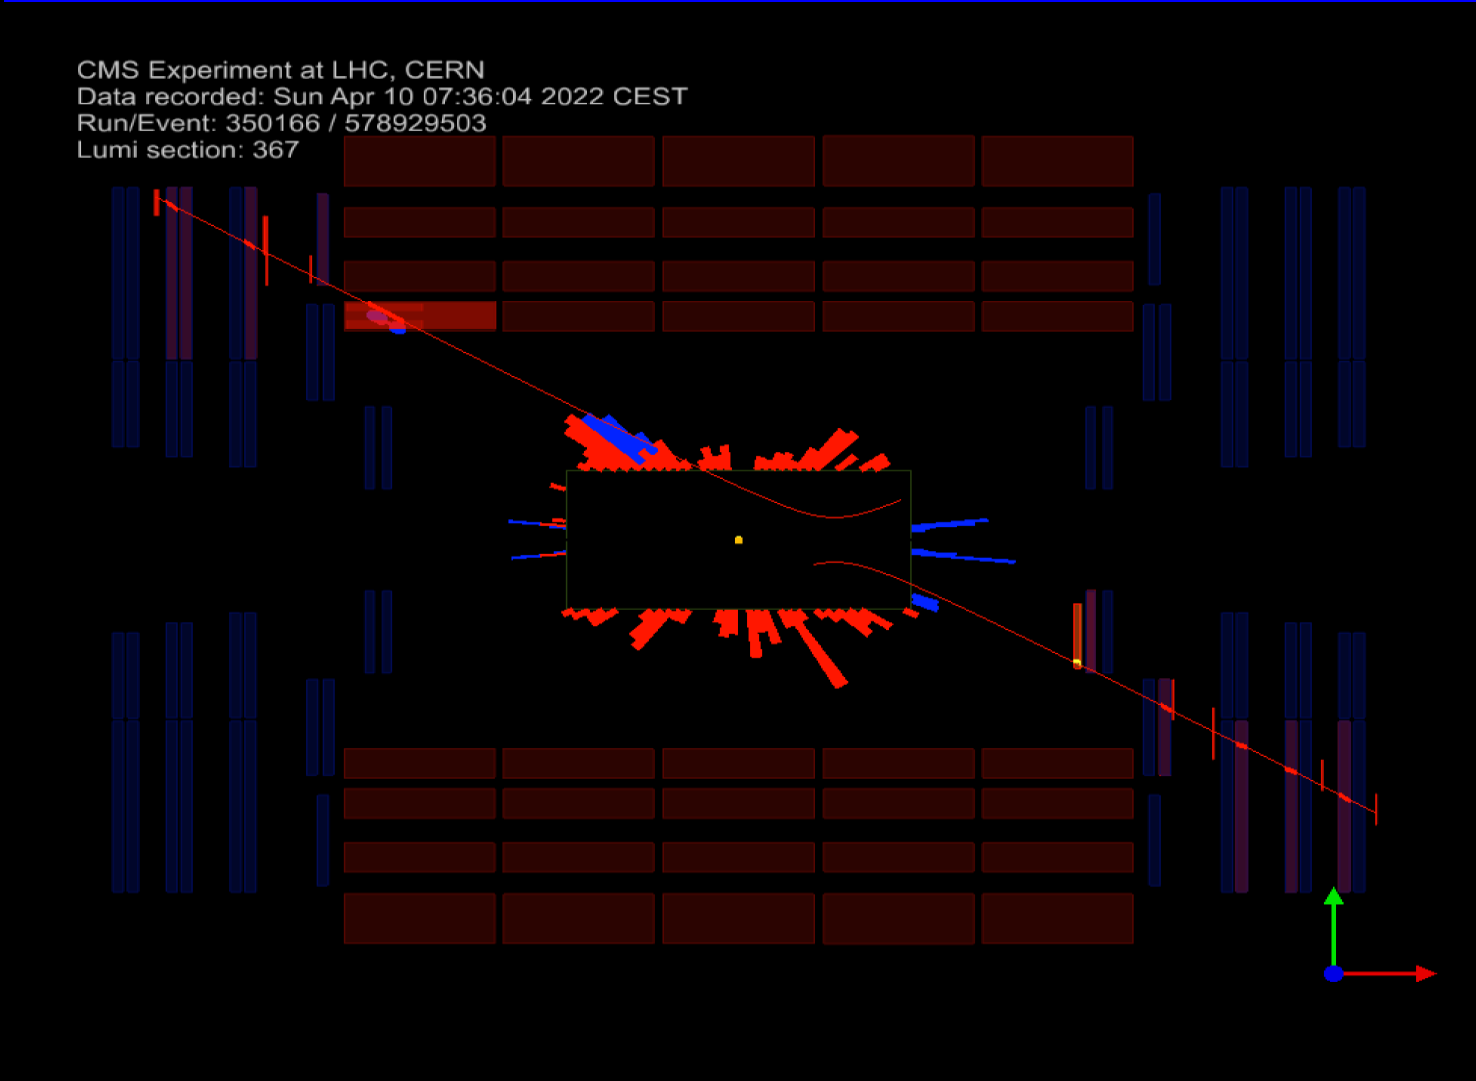 CMS Experiment at LHC, CERN
Data recorded: Sun Apr 10 07:36:04 2022 CEST
Run/Event: 350166 / 578929503
Lumi section: 367